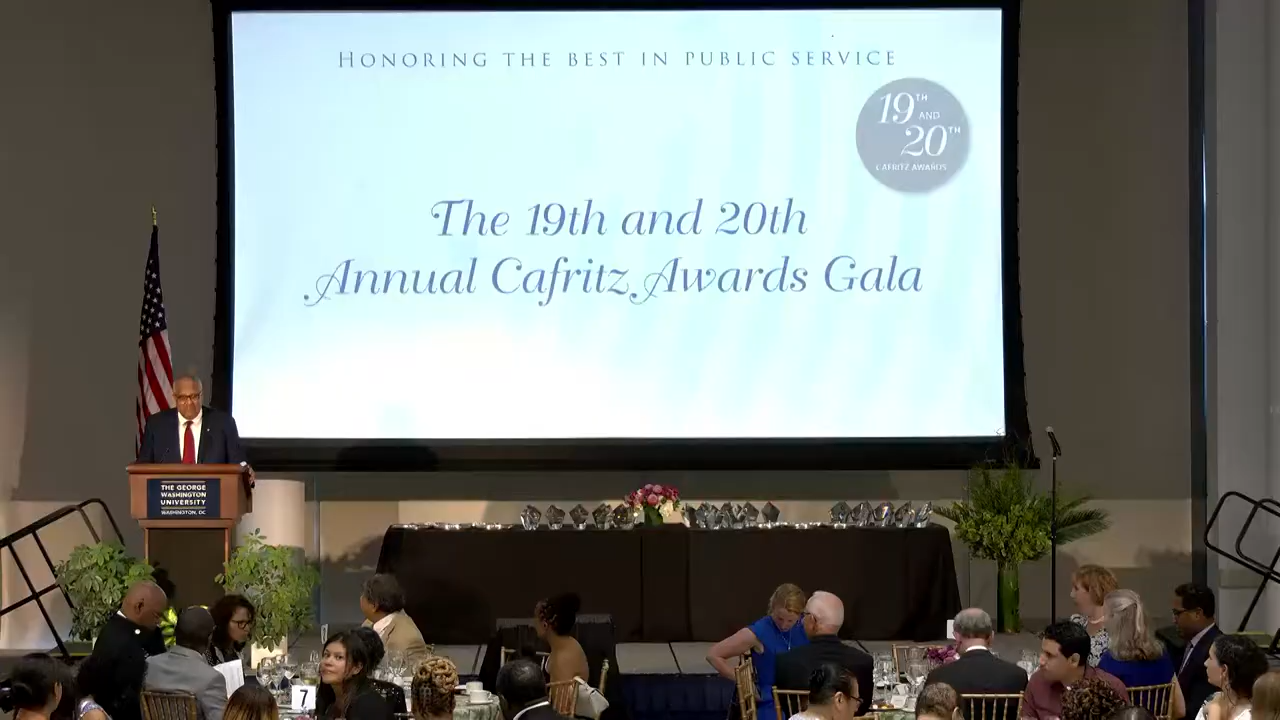 HONORING THE BEST IN PUBLIC SERVICE
19TH AND
20TH
CAFRITZ AWARDS
The 19th and 20th
Annual Cafritz Awards Gala
THE GEORGE
WASHINGTON
UNIVERSITY
WASHINGTON, DC
7